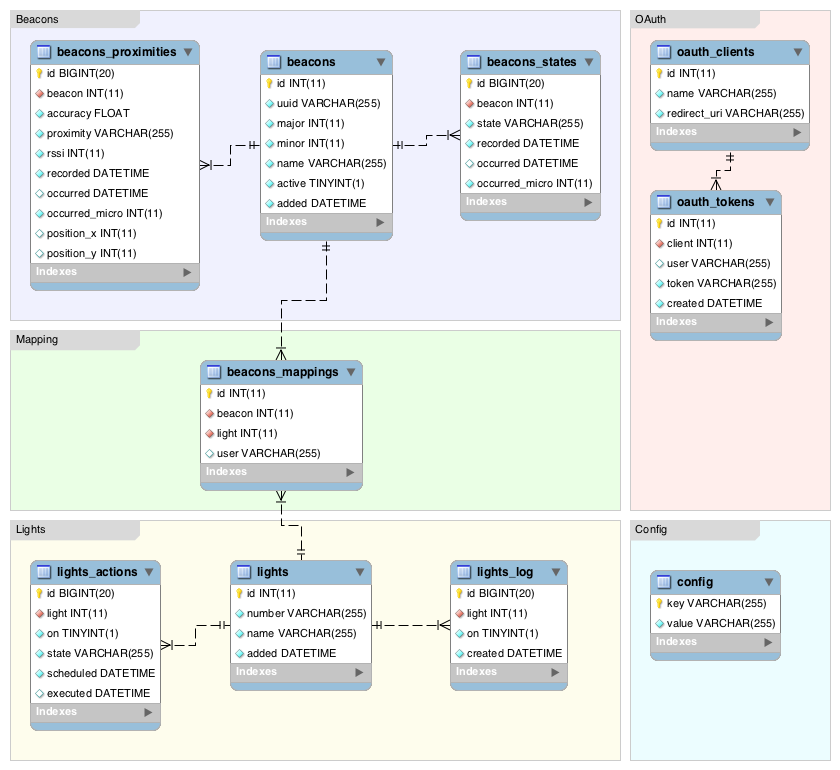 Beacons
beacons_proximities
id BIGINT(20)
beacon INT(11)
accuracy FLOAT
proximity VARCHAR(255)
rssi INT(11)
recorded DATETIME
occurred DATETIME
occurred_micro INT(11)
position_x INT(11)
position_y INT(11)
Indexes
beacons
id INT(11)
uuid VARCHAR(255)
major INT(11)
minor INT(11)
name VARCHAR(255)
active TINYINT(1)
added DATETIME
Indexes
beacons_states
id BIGINT(20)
beacon INT(11)
state VARCHAR(255)
recorded DATETIME
occurred DATETIME
occurred_micro INT(11)
Indexes
OAuth
oauth_clients
id INT(11)
name VARCHAR(255)
redirect_uri VARCHAR(255)
Indexes
oauth_tokens
id INT(11)
client INT(11)
user VARCHAR(255)
token VARCHAR(255)
created DATETIME
Indexes
Mapping
beacons_mappings
id INT(11)
beacon INT(11)
light INT(11)
user VARCHAR(255)
Indexes
Lights
lights_actions
id BIGINT(20)
light INT(11)
on TINYINT(1)
state VARCHAR(255)
scheduled DATETIME
executed DATETIME
Indexes
lights
id INT(11)
number VARCHAR(255)
name VARCHAR(255)
added DATETIME
Indexes
lights_log
id BIGINT(20)
light INT(11)
on TINYINT(1)
created DATETIME
Indexes
Config
config
key VARCHAR(255)
value VARCHAR(255)
Indexes